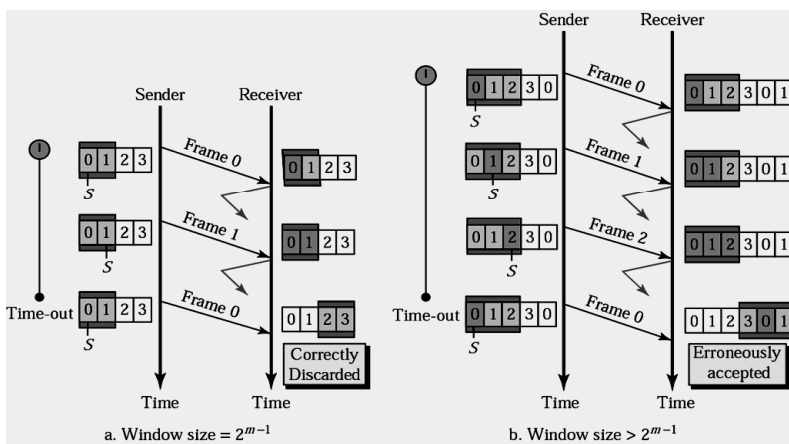 Sender Receiver
0 1 2 3
S
Frame 0
0 1 2 3
0 1 2 3
S
Frame 1
0 1 2 3
Time-out
0 1 2 3
S
Frame 0
0 1 2 3
Correctly
Discarded
Time Time
a. Window size = 2^{m-1}
Sender Receiver
0 1 2 3 0
S
Frame 0
0 1 2 3 0 1
0 1 2 3 0
S
Frame 1
0 1 2 3 0 1
0 1 2 3 0
S
Frame 2
0 1 2 3 0 1
Time-out
0 1 2 3 0
S
Frame 0
0 1 2 3 0 1
Erroneously
accepted
Time Time
b. Window size > 2^{m-1}